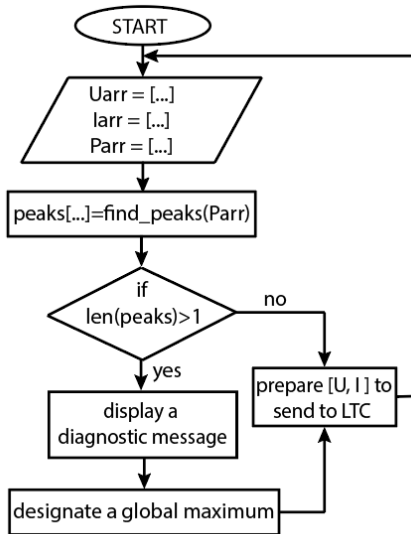 START
Uarr = [...]
Iarr = [...]
Parr = [...]
peaks[...]=find_peaks(Parr)
if
len(peaks)>1
no
yes
display a
diagnostic message
prepare [U, I ] to
send to LTC
designate a global maximum